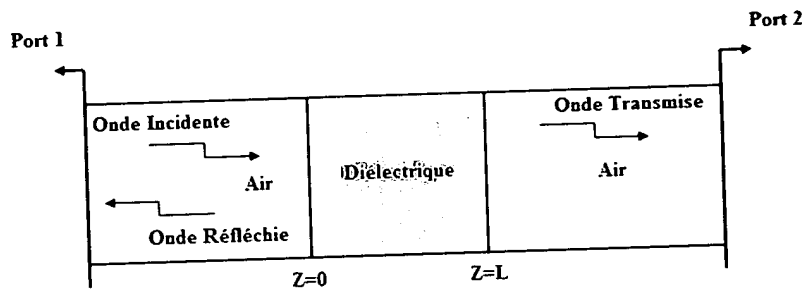 Port 1
Port 2
Onde Incidente
Onde Transmise
Air
Diélectrique
Air
Onde Réfléchie
Z=0
Z=L